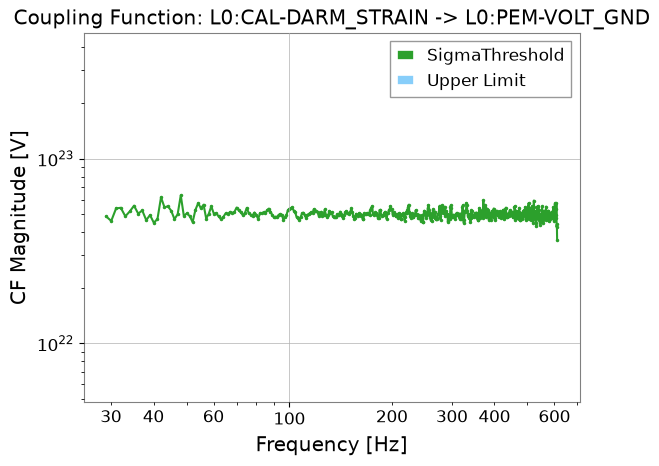 Coupling Function: L0:CAL-DARM_STRAIN -> L0:PEM-VOLT_GND
SigmaThreshold
Upper Limit
CF Magnitude [V]
10^23
10^22
30 40 60 100 200 300 400 600
Frequency [Hz]